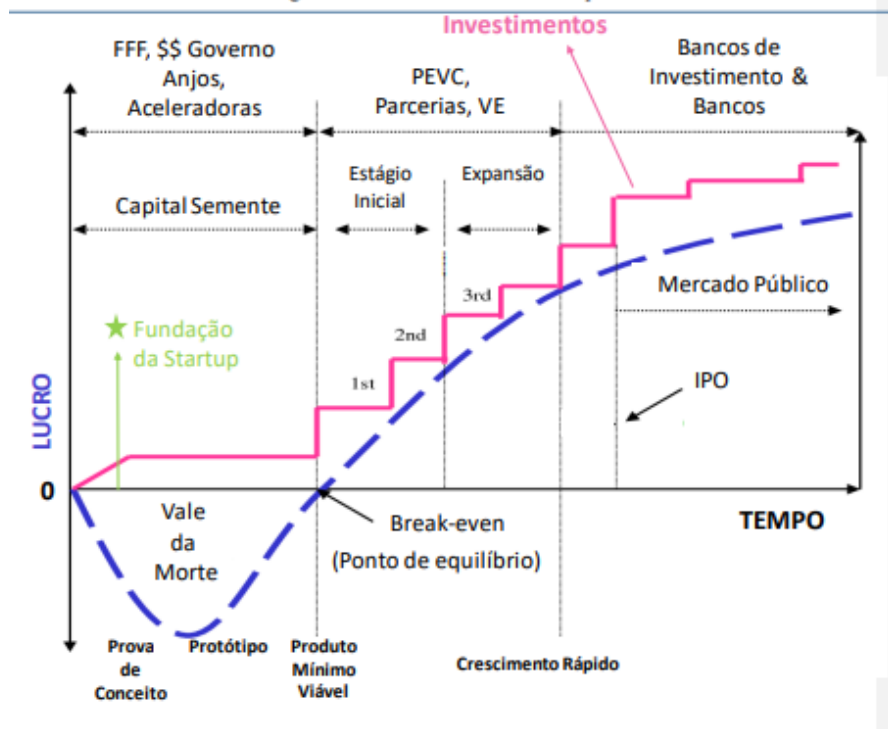 Investimentos
FFF, $$ Governo
Anjos,
Aceleradoras
PEVC,
Parcerias, VE
Bancos de
Investimento &
Bancos
Capital Semente
Estágio
Inicial
Expansão
Fundação
da Startup
1st
2nd
3rd
Mercado Público
IPO
LUCRO
0
Vale
da
Morte
Break-even
(Ponto de equilíbrio)
TEMPO
Prova
de
Conceito
Protótipo
Produto
Mínimo
Viável
Crescimento Rápido